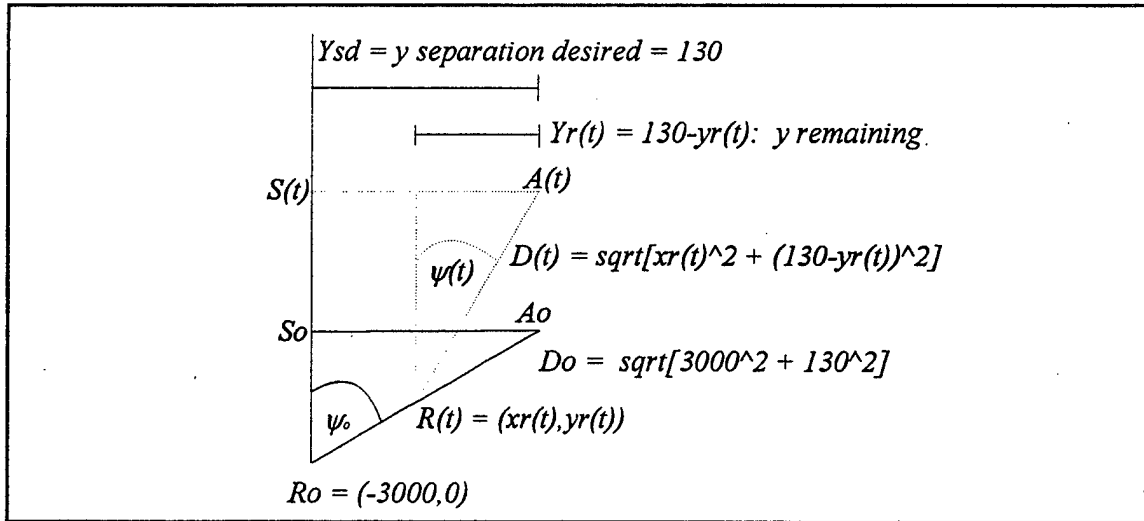 Ysd = y separation desired = 130
Yr(t) = 130-yr(t): y remaining
S(t)
A(t)
ψ(t)
D(t) = sqrt[xr(t)^2 + (130-yr(t))^2]
So
Ao
Do = sqrt[3000^2 + 130^2]
ψo
R(t) = (xr(t),yr(t))
Ro = (-3000,0)